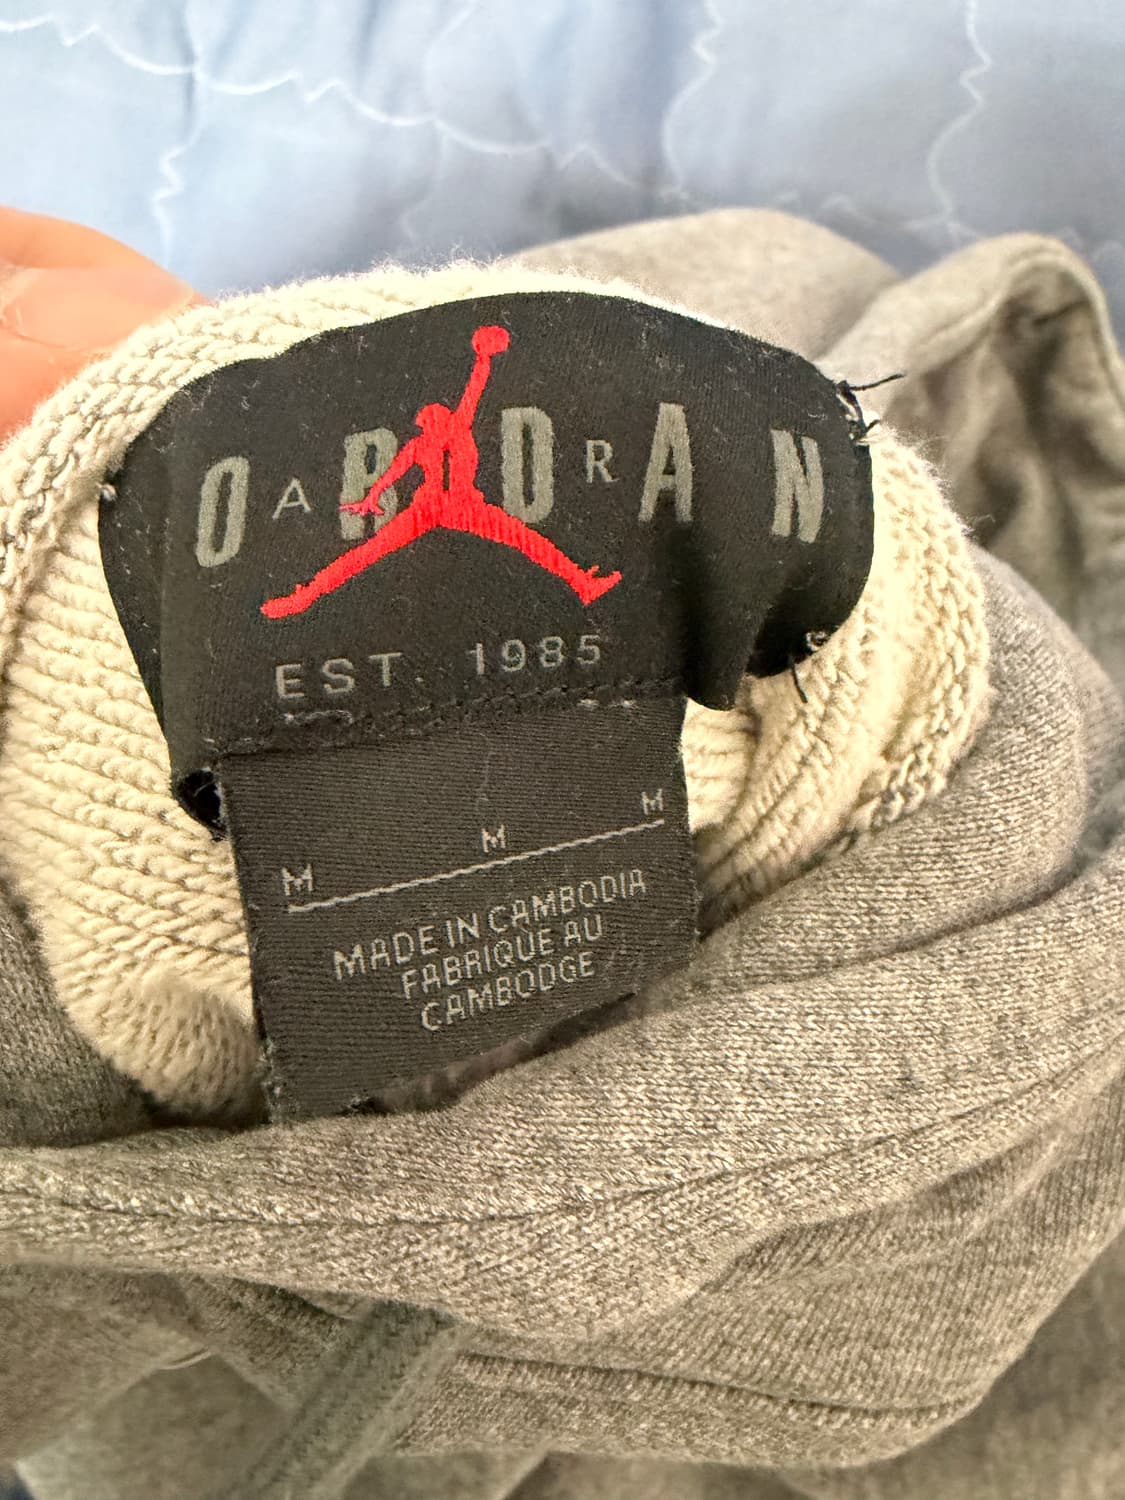 O A R D R A N
EST. 1985
M M M
MADE IN CAMBODIA
FABRIQUE AU
CAMBODGE